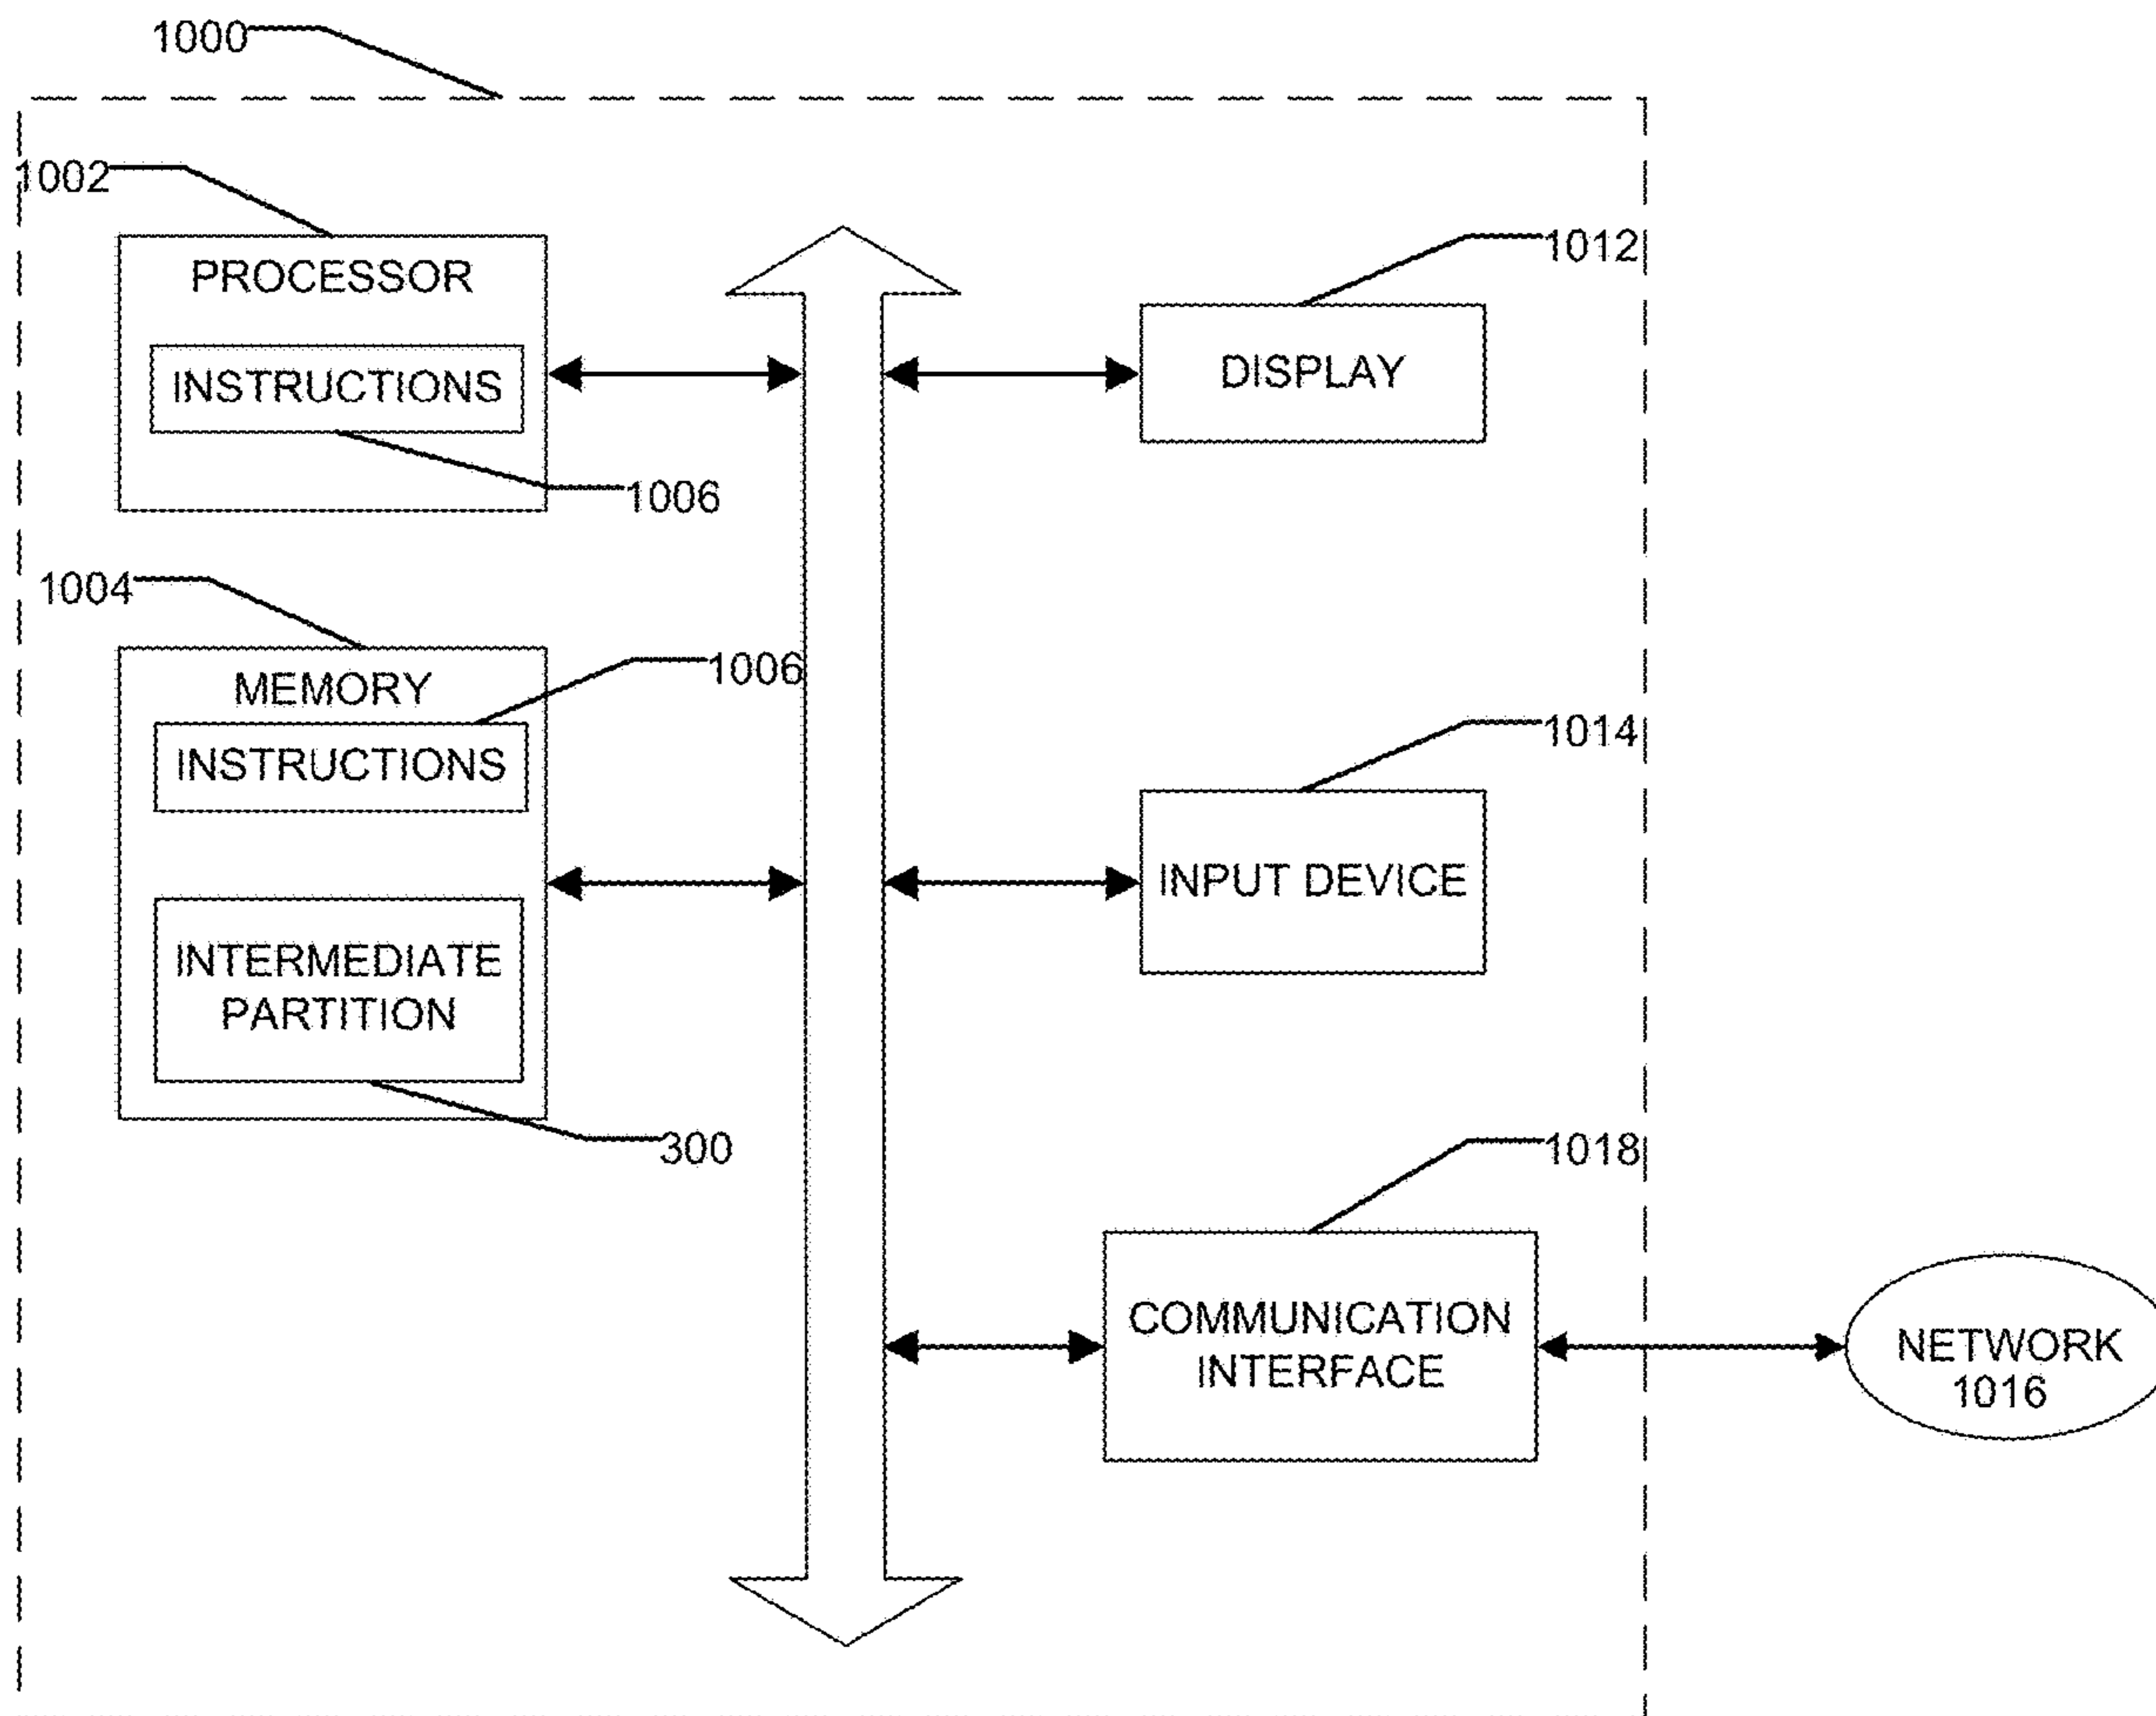 1000
1002
PROCESSOR
INSTRUCTIONS
1006
1012
DISPLAY
1004
MEMORY
1006
INSTRUCTIONS
INTERMEDIATE
PARTITION
300
1014
INPUT DEVICE
1018
COMMUNICATION
INTERFACE
NETWORK
1016